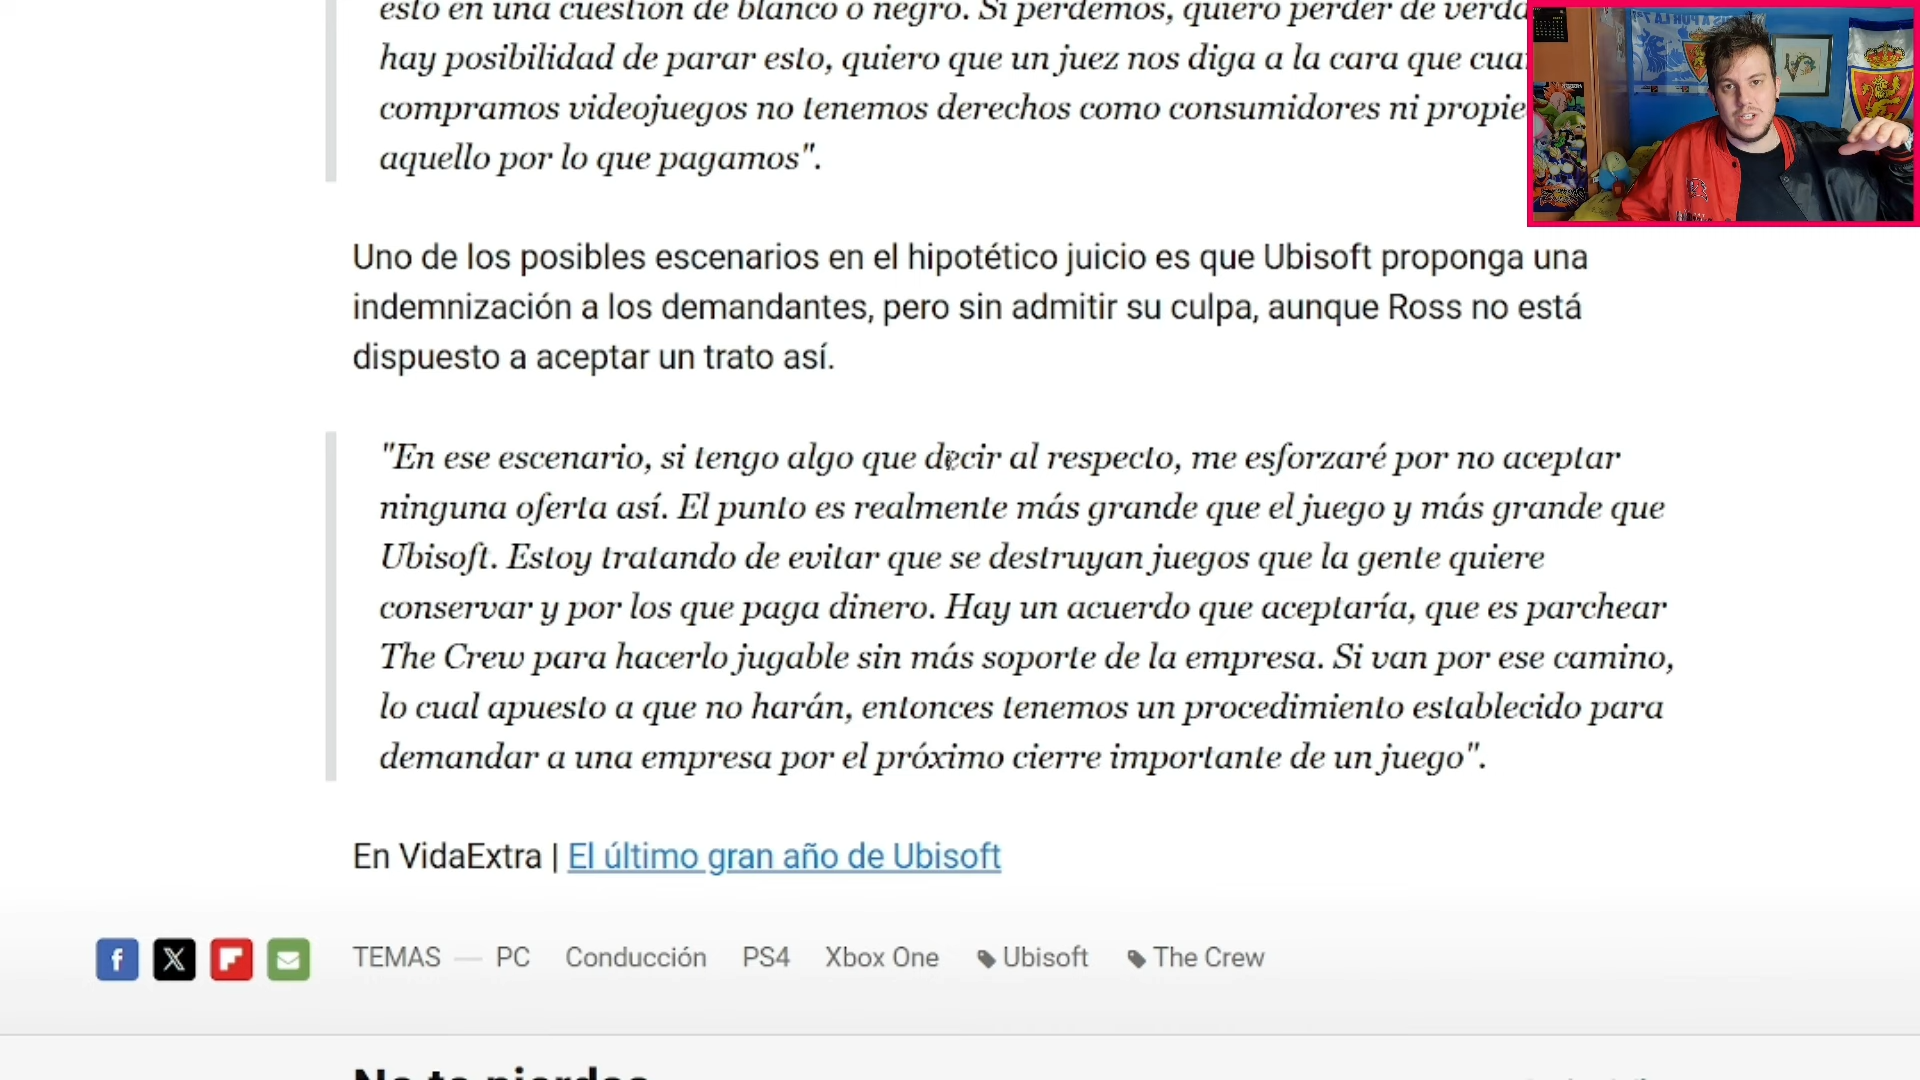 esto en una cuestión de blanco o negro. Si perdemos, quiero perder de
hay posibilidad de parar esto, quiero que un juez nos diga a la cara que
compramos videojuegos no tenemos derechos como consumidores ni
aquello por lo que pagamos".
Uno de los posibles escenarios en el hipotético juicio es que Ubisoft proponga una
indemnización a los demandantes, pero sin admitir su culpa, aunque Ross no está
dispuesto a aceptar un trato así.
"En ese escenario, si tengo algo que decir al respecto, me esforzaré por no aceptar
ninguna oferta así. El punto es realmente más grande que el juego y más grande que
Ubisoft. Estoy tratando de evitar que se destruyan juegos que la gente quiere
conservar y por los que paga dinero. Hay un acuerdo que aceptaría, que es parchear
The Crew para hacerlo jugable sin más soporte de la empresa. Si van por ese camino,
lo cual apuesto a que no harán, entonces tenemos un procedimiento establecido para
demandar a una empresa por el próximo cierre importante de un juego".
En VidaExtra | El último gran año de Ubisoft
TEMAS — PC Conducción PS4 Xbox One Ubisoft The Crew
No te pierdas